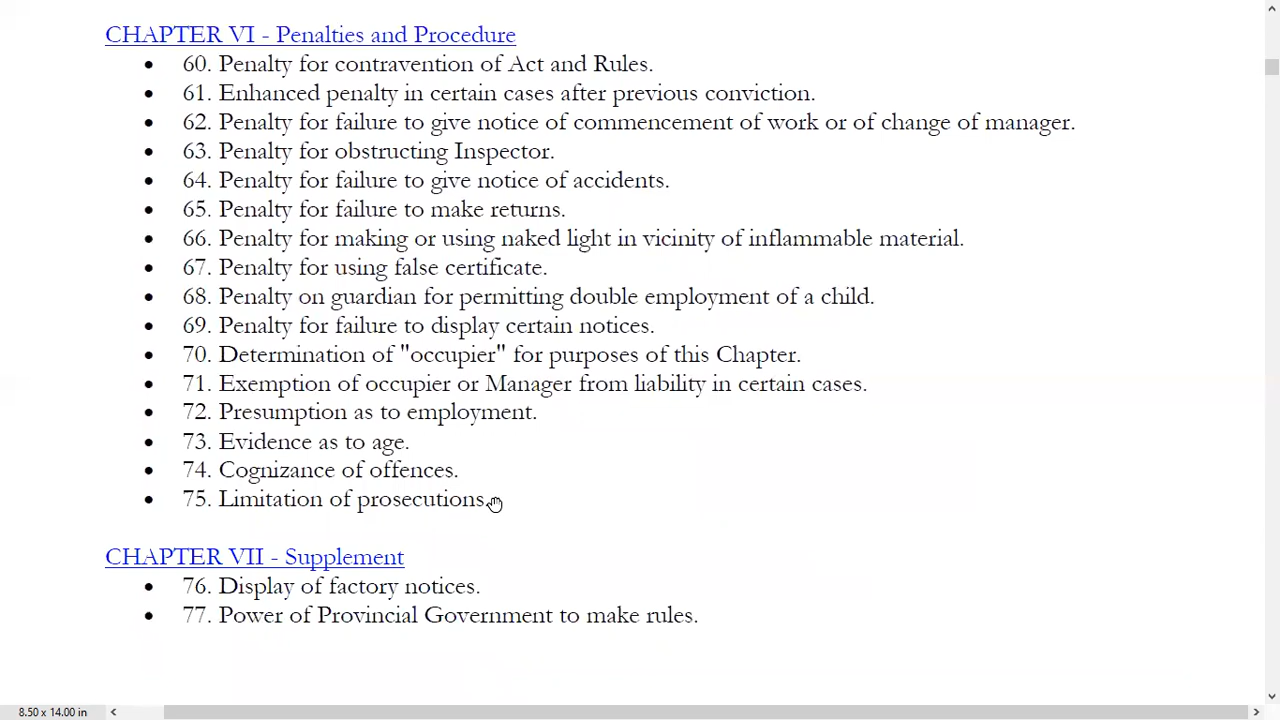 CHAPTER VI - Penalties and Procedure
• 60. Penalty for contravention of Act and Rules.
• 61. Enhanced penalty in certain cases after previous conviction.
• 62. Penalty for failure to give notice of commencement of work or of change of manager.
• 63. Penalty for obstructing Inspector.
• 64. Penalty for failure to give notice of accidents.
• 65. Penalty for failure to make returns.
• 66. Penalty for making or using naked light in vicinity of inflammable material.
• 67. Penalty for using false certificate.
• 68. Penalty on guardian for permitting double employment of a child.
• 69. Penalty for failure to display certain notices.
• 70. Determination of "occupier" for purposes of this Chapter.
• 71. Exemption of occupier or Manager from liability in certain cases.
• 72. Presumption as to employment.
• 73. Evidence as to age.
• 74. Cognizance of offences.
• 75. Limitation of prosecutions.
CHAPTER VII - Supplement
• 76. Display of factory notices.
• 77. Power of Provincial Government to make rules.
8.50 x 14.00 in